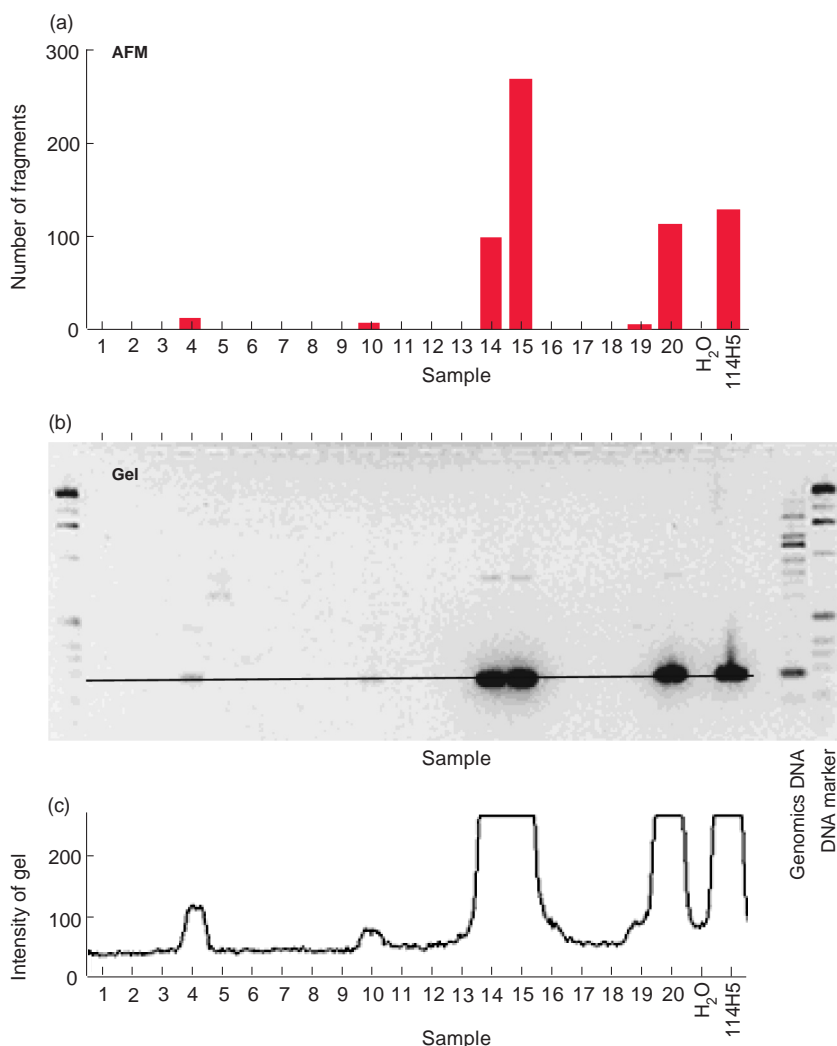 (a)
AFM
Number of fragments
300
200
100
0
1 2 3 4 5 6 7 8 9 10 11 12 13 14 15 16 17 18 19 20 H₂O 114H5
Sample
(b)
Gel
Sample
Genomics DNA
DNA marker
(c)
Intensity of gel
200
100
0
1 2 3 4 5 6 7 8 9 10 11 12 13 14 15 16 17 18 19 20 H₂O 114H5
Sample